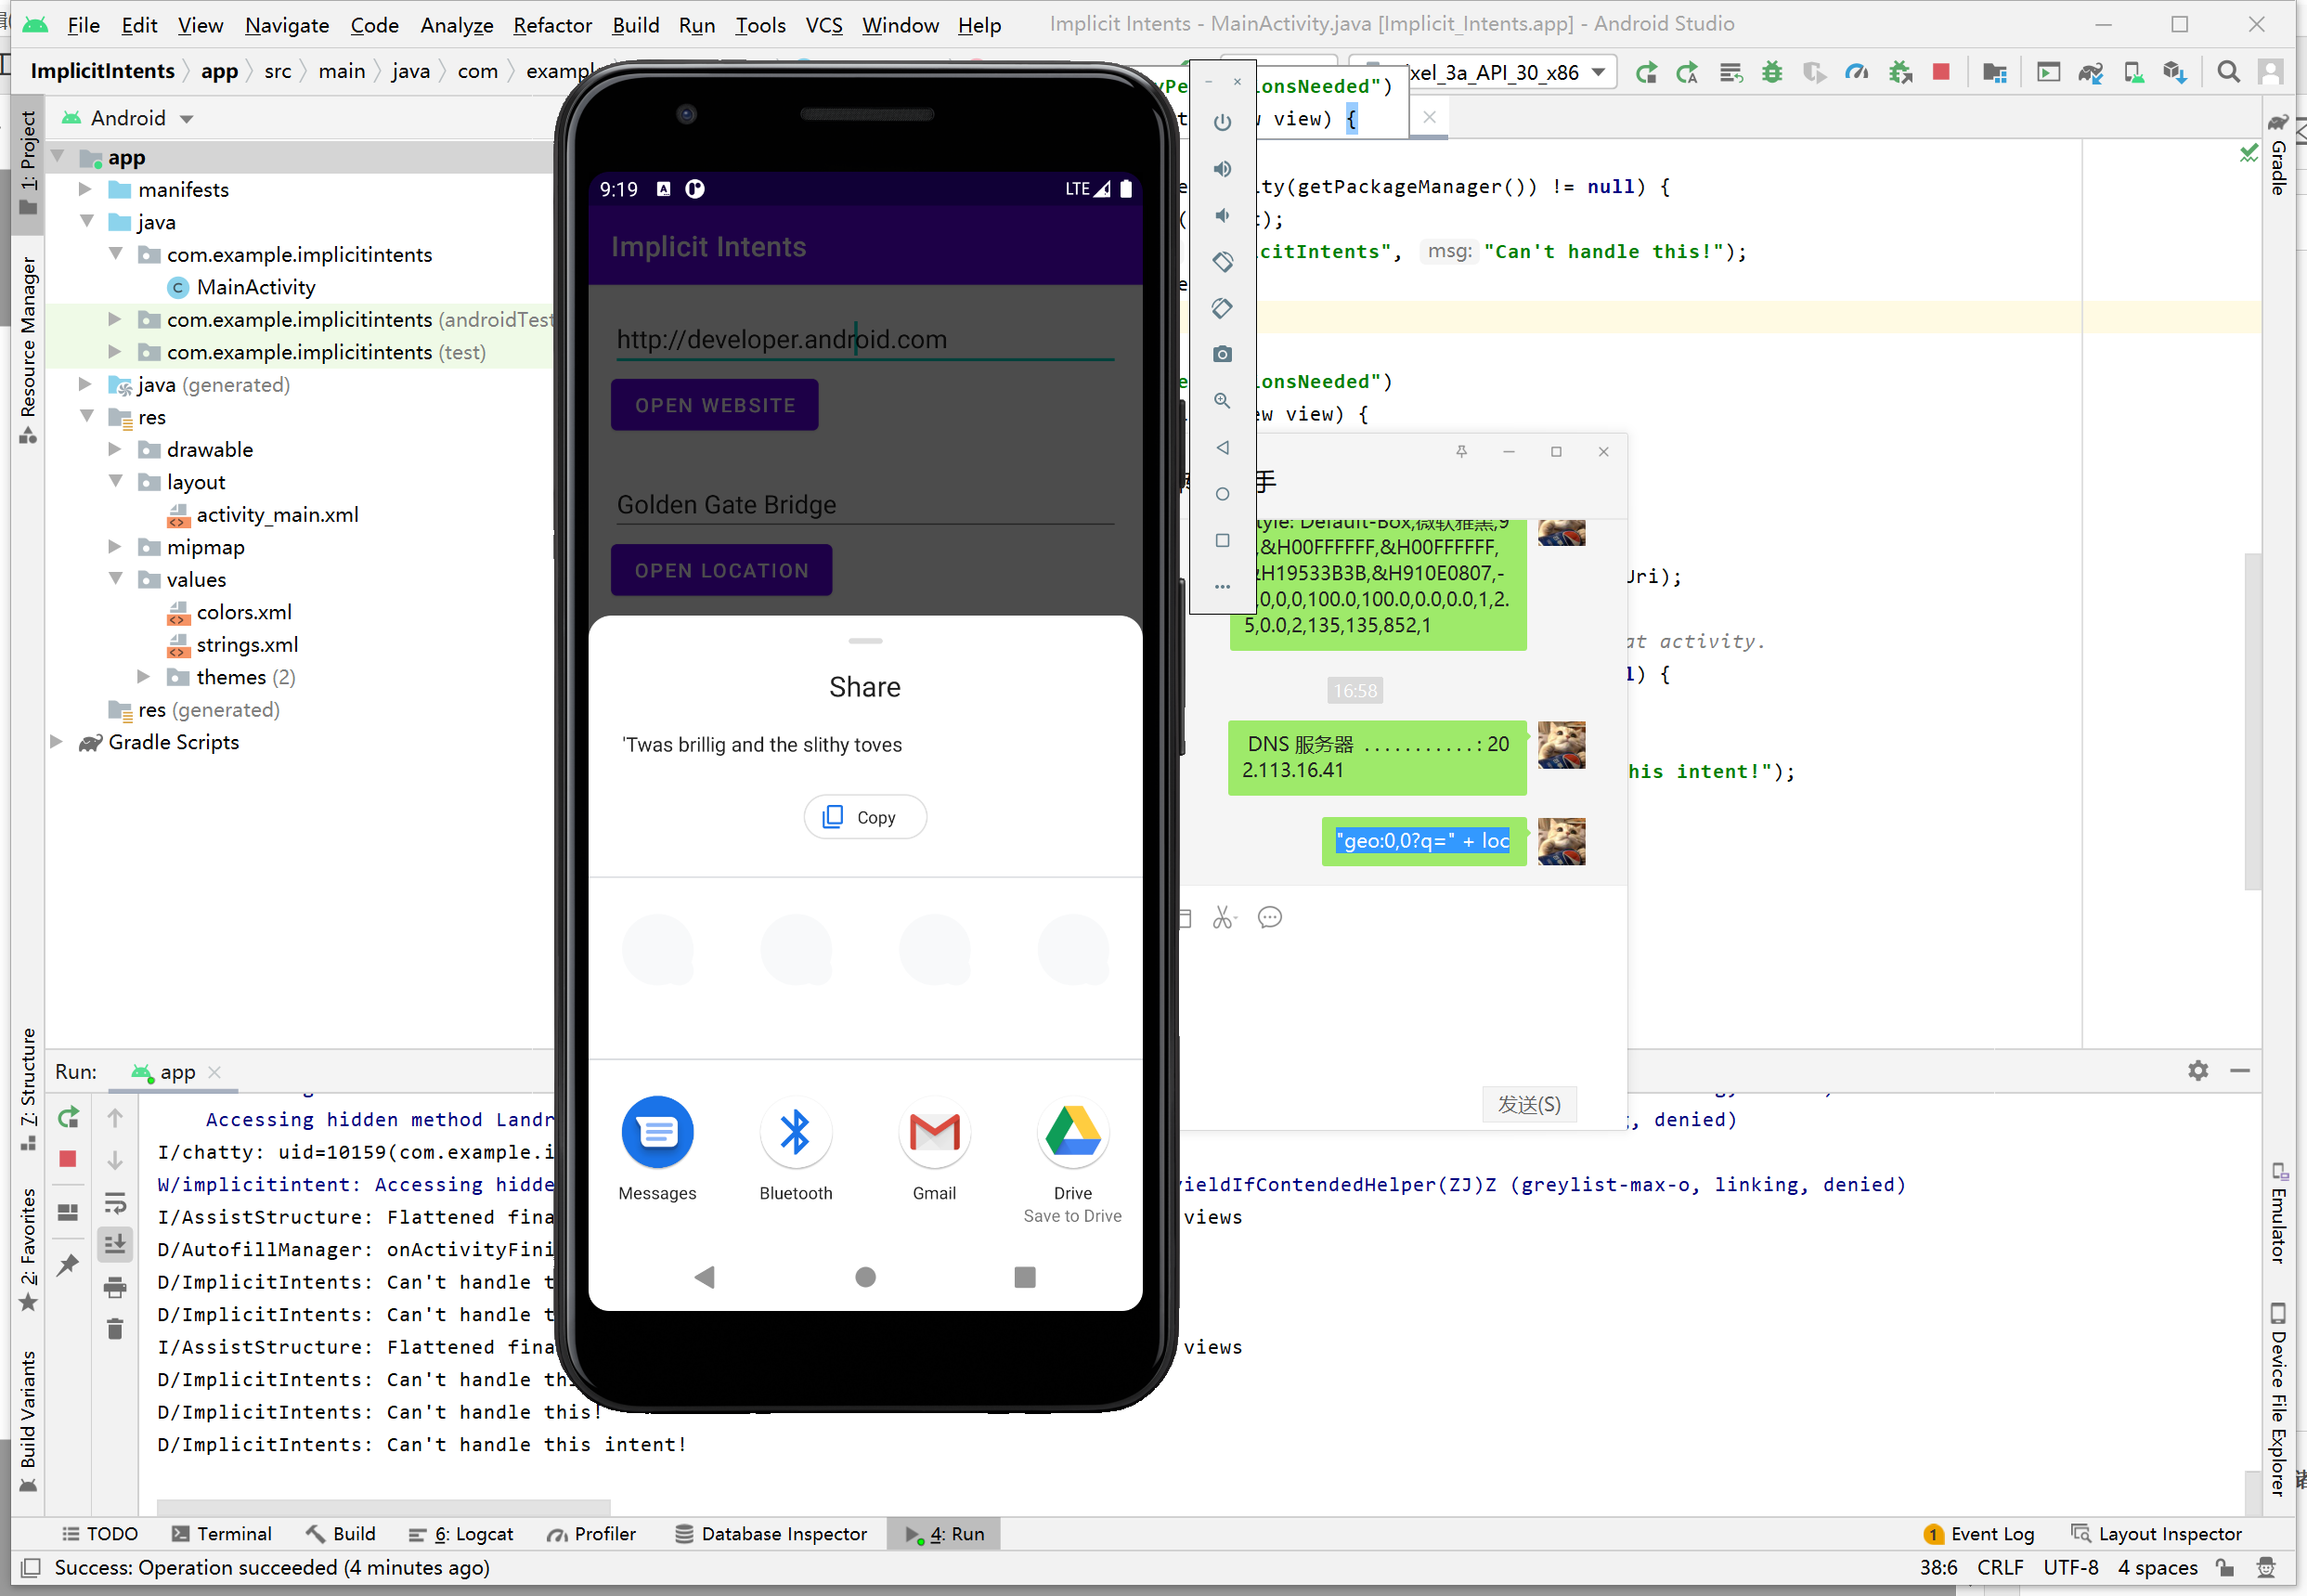 File Edit View Navigate Code Analyze Refactor Build Run Tools VCS Window Help Implicit Intents - MainActivity.java [Implicit_Intents.app] - Android Studio
ImplicitIntents app src main java com example
xel_3a_API_30_x86
1: Project
Resource Manager
Z: Structure
2: Favorites
Build Variants
Android
app
manifests
java
com.example.implicitintents
MainActivity
com.example.implicitintents (androidTest
com.example.implicitintents (test)
java (generated)
res
drawable
layout
activity_main.xml
mipmap
values
colors.xml
strings.xml
themes (2)
res (generated)
Gradle Scripts
9:19 LTE
Implicit Intents
http://developer.android.com
OPEN WEBSITE
Golden Gate Bridge
OPEN LOCATION
Share
'Twas brillig and the slithy toves
Copy
Messages Bluetooth Gmail Drive
Save to Drive
onsNeeded")
view) {
ty(getPackageManager()) != null) {
);
citIntents", msg: "Can't handle this!");
onsNeeded")
ew view) {
手
tyle: Default-Box,微软雅黑,9
,&H00FFFFFF,&H00FFFFFF,
&H19533B3B,&H910E0807,-
,0,0,0,100.0,100.0,0.0,0.0,1,2.
5,0.0,2,135,135,852,1
16:58
DNS 服务器 . . . . . . . . . . . : 20
2.113.16.41
"geo:0,0?q=" + loc
发送(S)
Uri);
at activity.
l) {
his intent!");
Gradle
Emulator
Device File Explorer
Run: app
Accessing hidden method Landr
, denied)
I/chatty: uid=10159(com.example.i
W/implicitintent: Accessing hidde
yieldIfContendedHelper(ZJ)Z (greylist-max-o, linking, denied)
I/AssistStructure: Flattened fina
views
D/AutofillManager: onActivityFini
D/ImplicitIntents: Can't handle t
D/ImplicitIntents: Can't handle t
I/AssistStructure: Flattened fina
views
D/ImplicitIntents: Can't handle thi
D/ImplicitIntents: Can't handle this!
D/ImplicitIntents: Can't handle this intent!
TODO Terminal Build 6: Logcat Profiler Database Inspector 4: Run 1 Event Log Layout Inspector
Success: Operation succeeded (4 minutes ago) 38:6 CRLF UTF-8 4 spaces